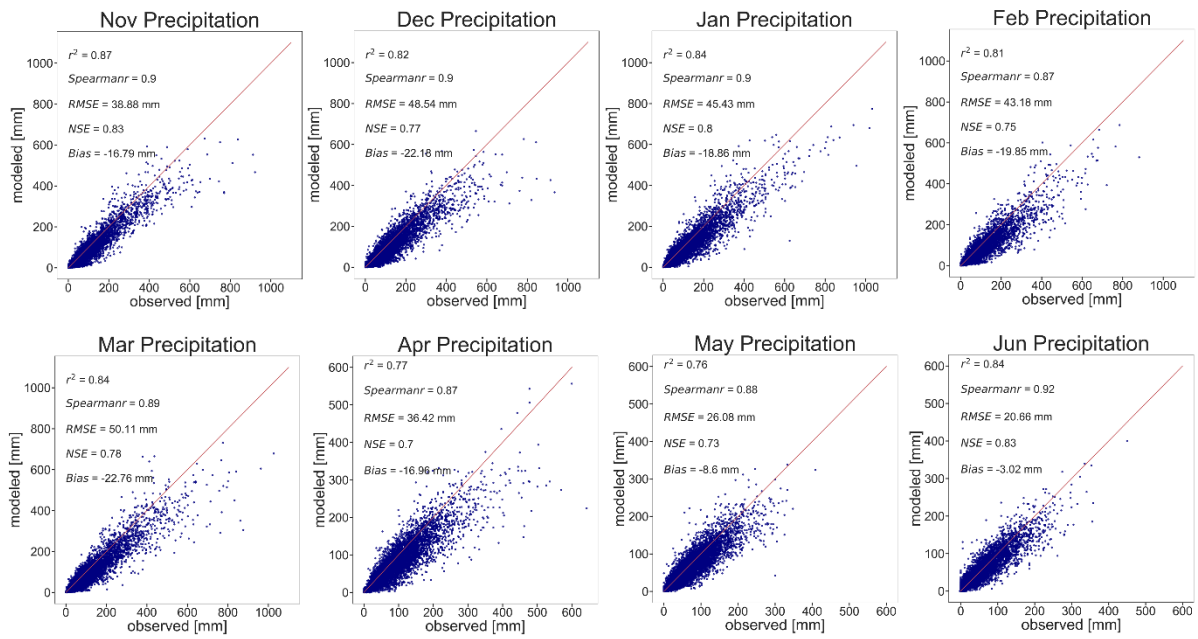 Nov Precipitation
r² = 0.87
Spearmanr = 0.9
RMSE = 38.88 mm
NSE = 0.83
Bias = -16.79 mm
modeled [mm]
1000
800
600
400
200
0
0 200 400 600 800 1000
observed [mm]
Dec Precipitation
r² = 0.82
Spearmanr = 0.9
RMSE = 48.54 mm
NSE = 0.77
Bias = -22.18 mm
modeled [mm]
1000
800
600
400
200
0
0 200 400 600 800 1000
observed [mm]
Jan Precipitation
r² = 0.84
Spearmanr = 0.9
RMSE = 45.43 mm
NSE = 0.8
Bias = -18.86 mm
modeled [mm]
1000
800
600
400
200
0
0 200 400 600 800 1000
observed [mm]
Feb Precipitation
r² = 0.81
Spearmanr = 0.87
RMSE = 43.18 mm
NSE = 0.75
Bias = -19.85 mm
modeled [mm]
1000
800
600
400
200
0
0 200 400 600 800 1000
observed [mm]
Mar Precipitation
r² = 0.84
Spearmanr = 0.89
RMSE = 50.11 mm
NSE = 0.78
Bias = -22.76 mm
modeled [mm]
1000
800
600
400
200
0
0 200 400 600 800 1000
observed [mm]
Apr Precipitation
r² = 0.77
Spearmanr = 0.87
RMSE = 36.42 mm
NSE = 0.7
Bias = -16.96 mm
modeled [mm]
600
500
400
300
200
100
0
0 100 200 300 400 500 600
observed [mm]
May Precipitation
r² = 0.76
Spearmanr = 0.88
RMSE = 26.08 mm
NSE = 0.73
Bias = -8.6 mm
modeled [mm]
600
500
400
300
200
100
0
0 100 200 300 400 500 600
observed [mm]
Jun Precipitation
r² = 0.84
Spearmanr = 0.92
RMSE = 20.66 mm
NSE = 0.83
Bias = -3.02 mm
modeled [mm]
600
500
400
300
200
100
0
0 100 200 300 400 500 600
observed [mm]